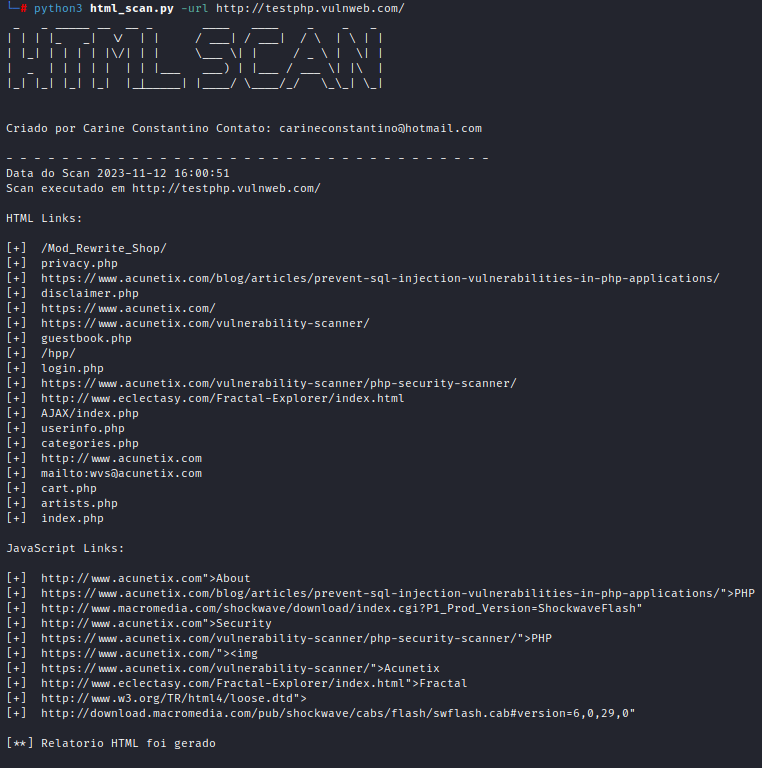 └─# python3 html_scan.py -url http://testphp.vulnweb.com/
HTML SCAN
Criado por Carine Constantino Contato: carineconstantino@hotmail.com
- - - - - - - - - - - - - - - - - - - - - - - - - - - - - - - - - - -
Data do Scan 2023-11-12 16:00:51
Scan executado em http://testphp.vulnweb.com/
HTML Links:
[+] /Mod_Rewrite_Shop/
[+] privacy.php
[+] https://www.acunetix.com/blog/articles/prevent-sql-injection-vulnerabilities-in-php-applications/
[+] disclaimer.php
[+] https://www.acunetix.com/
[+] https://www.acunetix.com/vulnerability-scanner/
[+] guestbook.php
[+] /hpp/
[+] login.php
[+] https://www.acunetix.com/vulnerability-scanner/php-security-scanner/
[+] http://www.eclectasy.com/Fractal-Explorer/index.html
[+] AJAX/index.php
[+] userinfo.php
[+] categories.php
[+] http://www.acunetix.com
[+] mailto:wvs@acunetix.com
[+] cart.php
[+] artists.php
[+] index.php
JavaScript Links:
[+] http://www.acunetix.com">About
[+] https://www.acunetix.com/blog/articles/prevent-sql-injection-vulnerabilities-in-php-applications/">PHP
[+] http://www.macromedia.com/shockwave/download/index.cgi?P1_Prod_Version=ShockwaveFlash"
[+] http://www.acunetix.com">Security
[+] https://www.acunetix.com/vulnerability-scanner/php-security-scanner/">PHP
[+] https://www.acunetix.com/"><img
[+] https://www.acunetix.com/vulnerability-scanner/">Acunetix
[+] http://www.eclectasy.com/Fractal-Explorer/index.html">Fractal
[+] http://www.w3.org/TR/html4/loose.dtd">
[+] http://download.macromedia.com/pub/shockwave/cabs/flash/swflash.cab#version=6,0,29,0"
[**] Relatorio HTML foi gerado